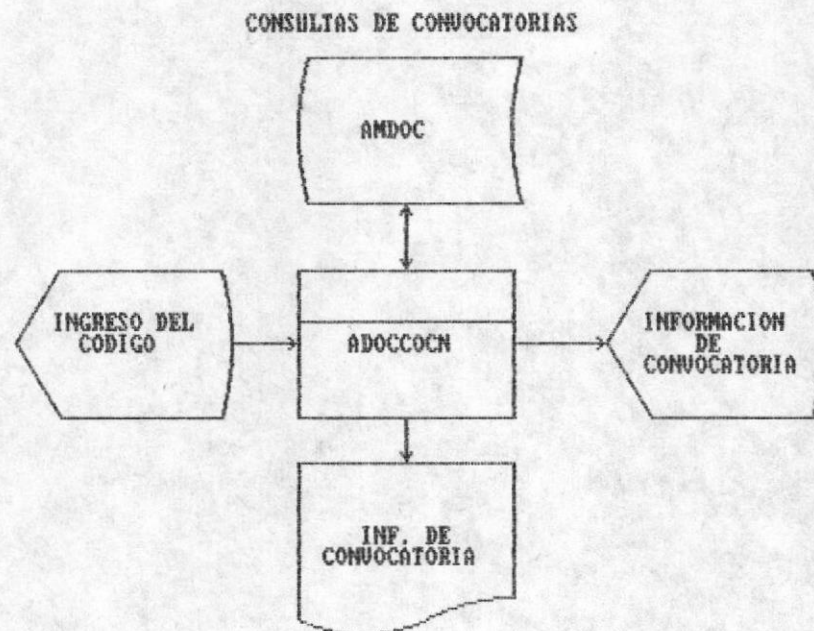 CONSULTAS DE CONVOCATORIAS
AMDOC
INGRESO DEL
CODIGO
ADOCCOCN
INFORMACION
DE
CONVOCATORIA
INF. DE
CONVOCATORIA